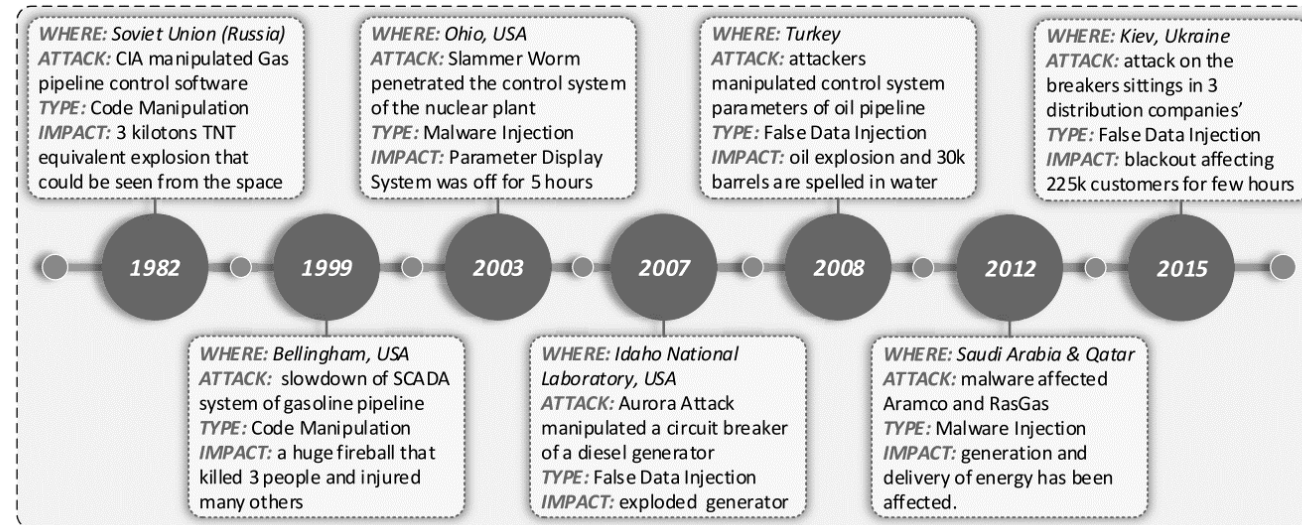 WHERE: Soviet Union (Russia)
ATTACK: CIA manipulated Gas
pipeline control software
TYPE: Code Manipulation
IMPACT: 3 kilotons TNT
equivalent explosion that
could be seen from the space
WHERE: Ohio, USA
ATTACK: Slammer Worm
penetrated the control system
of the nuclear plant
TYPE: Malware Injection
IMPACT: Parameter Display
System was off for 5 hours
WHERE: Turkey
ATTACK: attackers
manipulated control system
parameters of oil pipeline
TYPE: False Data Injection
IMPACT: oil explosion and 30k
barrels are spelled in water
WHERE: Kiev, Ukraine
ATTACK: attack on the
breakers sittings in 3
distribution companies’
TYPE: False Data Injection
IMPACT: blackout affecting
225k customers for few hours
1982
1999
2003
2007
2008
2012
2015
WHERE: Bellingham, USA
ATTACK: slowdown of SCADA
system of gasoline pipeline
TYPE: Code Manipulation
IMPACT: a huge fireball that
killed 3 people and injured
many others
WHERE: Idaho National
Laboratory, USA
ATTACK: Aurora Attack
manipulated a circuit breaker
of a diesel generator
TYPE: False Data Injection
IMPACT: exploded generator
WHERE: Saudi Arabia & Qatar
ATTACK: malware affected
Aramco and RasGas
TYPE: Malware Injection
IMPACT: generation and
delivery of energy has been
affected.